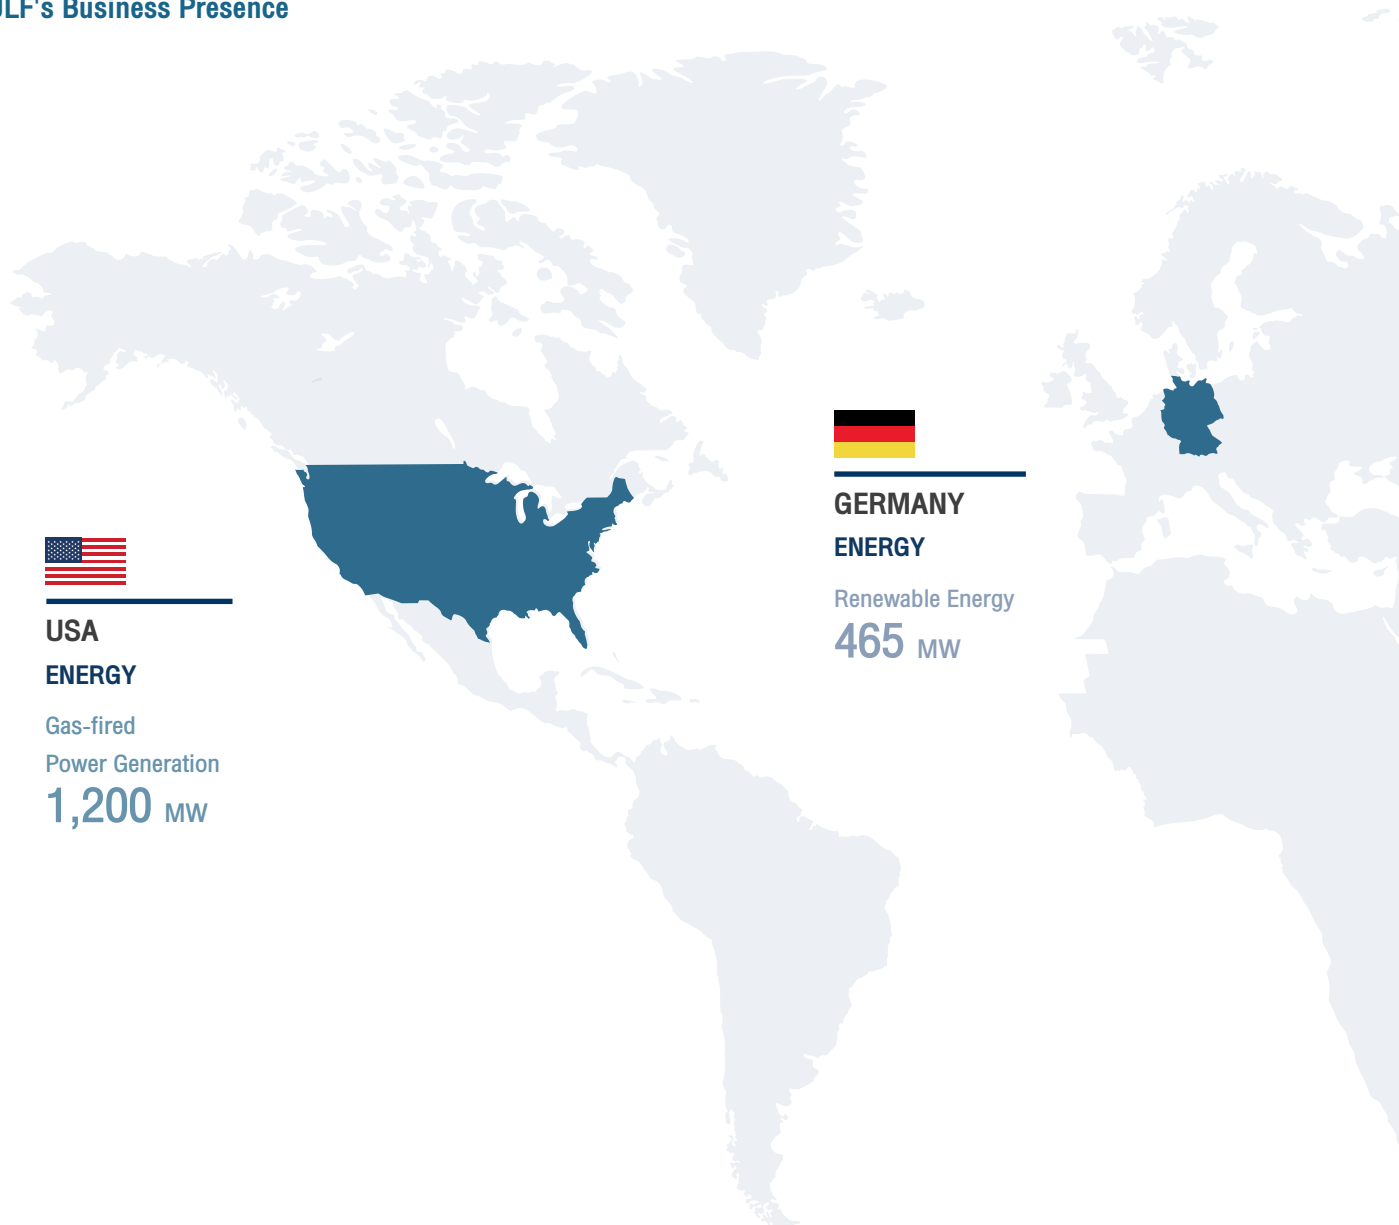 ULF's Business Presence
USA
ENERGY
Gas-fired
Power Generation
1,200 MW
GERMANY
ENERGY
Renewable Energy
465 MW